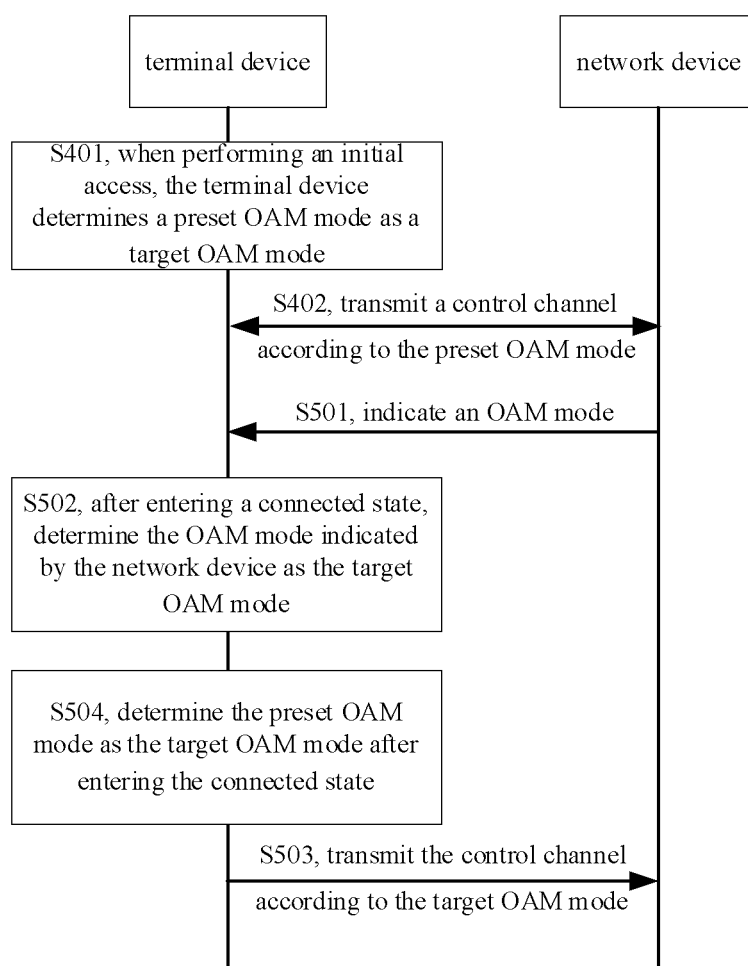 terminal device
network device
S401, when performing an initial
access, the terminal device
determines a preset OAM mode as a
target OAM mode
S402, transmit a control channel
according to the preset OAM mode
S501, indicate an OAM mode
S502, after entering a connected state,
determine the OAM mode indicated
by the network device as the target
OAM mode
S504, determine the preset OAM
mode as the target OAM mode after
entering the connected state
S503, transmit the control channel
according to the target OAM mode